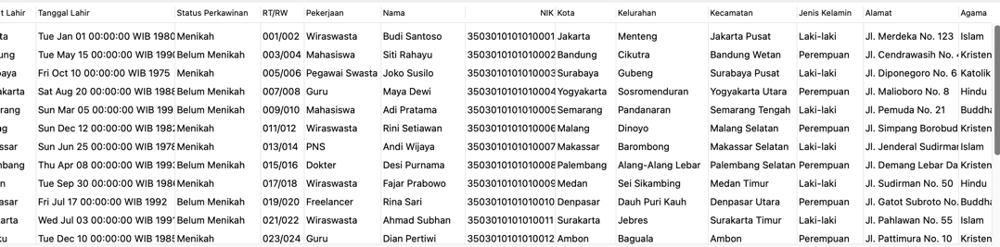 t Lahir Tanggal Lahir Status Perkawinan RT/RW Pekerjaan Nama NIK Kota Kelurahan Kecamatan Jenis Kelamin Alamat Agama
ta Tue Jan 01 00:00:00 WIB 1980 Menikah 001/002 Wiraswasta Budi Santoso 3503010101010001 Jakarta Menteng Jakarta Pusat Laki-laki Jl. Merdeka No. 123 Islam
ung Tue May 15 00:00:00 WIB 1990 Belum Menikah 003/004 Mahasiswa Siti Rahayu 3503010101010002 Bandung Cikutra Bandung Wetan Perempuan Jl. Cendrawasih No. Kristen
baya Fri Oct 10 00:00:00 WIB 1975 Menikah 005/006 Pegawai Swasta Joko Susilo 3503010101010003 Surabaya Gubeng Surabaya Pusat Laki-laki Jl. Diponegoro No. 6 Katolik
akarta Sat Aug 20 00:00:00 WIB 1988 Belum Menikah 007/008 Guru Maya Dewi 3503010101010004 Yogyakarta Sosromenduran Yogyakarta Utara Perempuan Jl. Malioboro No. 8 Hindu
rang Sun Mar 05 00:00:00 WIB 199 Belum Menikah 009/010 Mahasiswa Adi Pratama 3503010101010005 Semarang Pandanaran Semarang Tengah Laki-laki Jl. Pemuda No. 21 Buddha
g Sun Dec 12 00:00:00 WIB 198 Menikah 011/012 Wiraswasta Rini Setiawan 3503010101010006 Malang Dinoyo Malang Selatan Perempuan Jl. Simpang Borobud Kristen
ssar Sun Jun 25 00:00:00 WIB 1978 Menikah 013/014 PNS Andi Wijaya 3503010101010007 Makassar Barombong Makassar Selatan Laki-laki Jl. Jenderal Sudirmar Islam
mbang Thu Apr 08 00:00:00 WIB 199 Belum Menikah 015/016 Dokter Desi Purnama 3503010101010008 Palembang Alang-Alang Lebar Palembang Selatan Perempuan Jl. Demang Lebar Da Kristen
n Tue Sep 30 00:00:00 WIB 198 Menikah 017/018 Wiraswasta Fajar Prabowo 3503010101010009 Medan Sei Sikambing Medan Timur Laki-laki Jl. Sudirman No. 50 Hindu
asar Fri Jul 17 00:00:00 WIB 1992 Belum Menikah 019/020 Freelancer Rina Sari 3503010101010010 Denpasar Dauh Puri Kauh Denpasar Utara Perempuan Jl. Gatot Subroto No. Buddha
karta Wed Jul 03 00:00:00 WIB 199 Belum Menikah 021/022 Wiraswasta Ahmad Subhan 3503010101010011 Surakarta Jebres Surakarta Timur Laki-laki Jl. Pahlawan No. 55 Islam
ku Tue Dec 10 00:00:00 WIB 198 Menikah 023/024 Guru Dian Pertiwi 3503010101010012 Ambon Baguala Ambon Perempuan Jl. Pattimura No. 10 Kristen